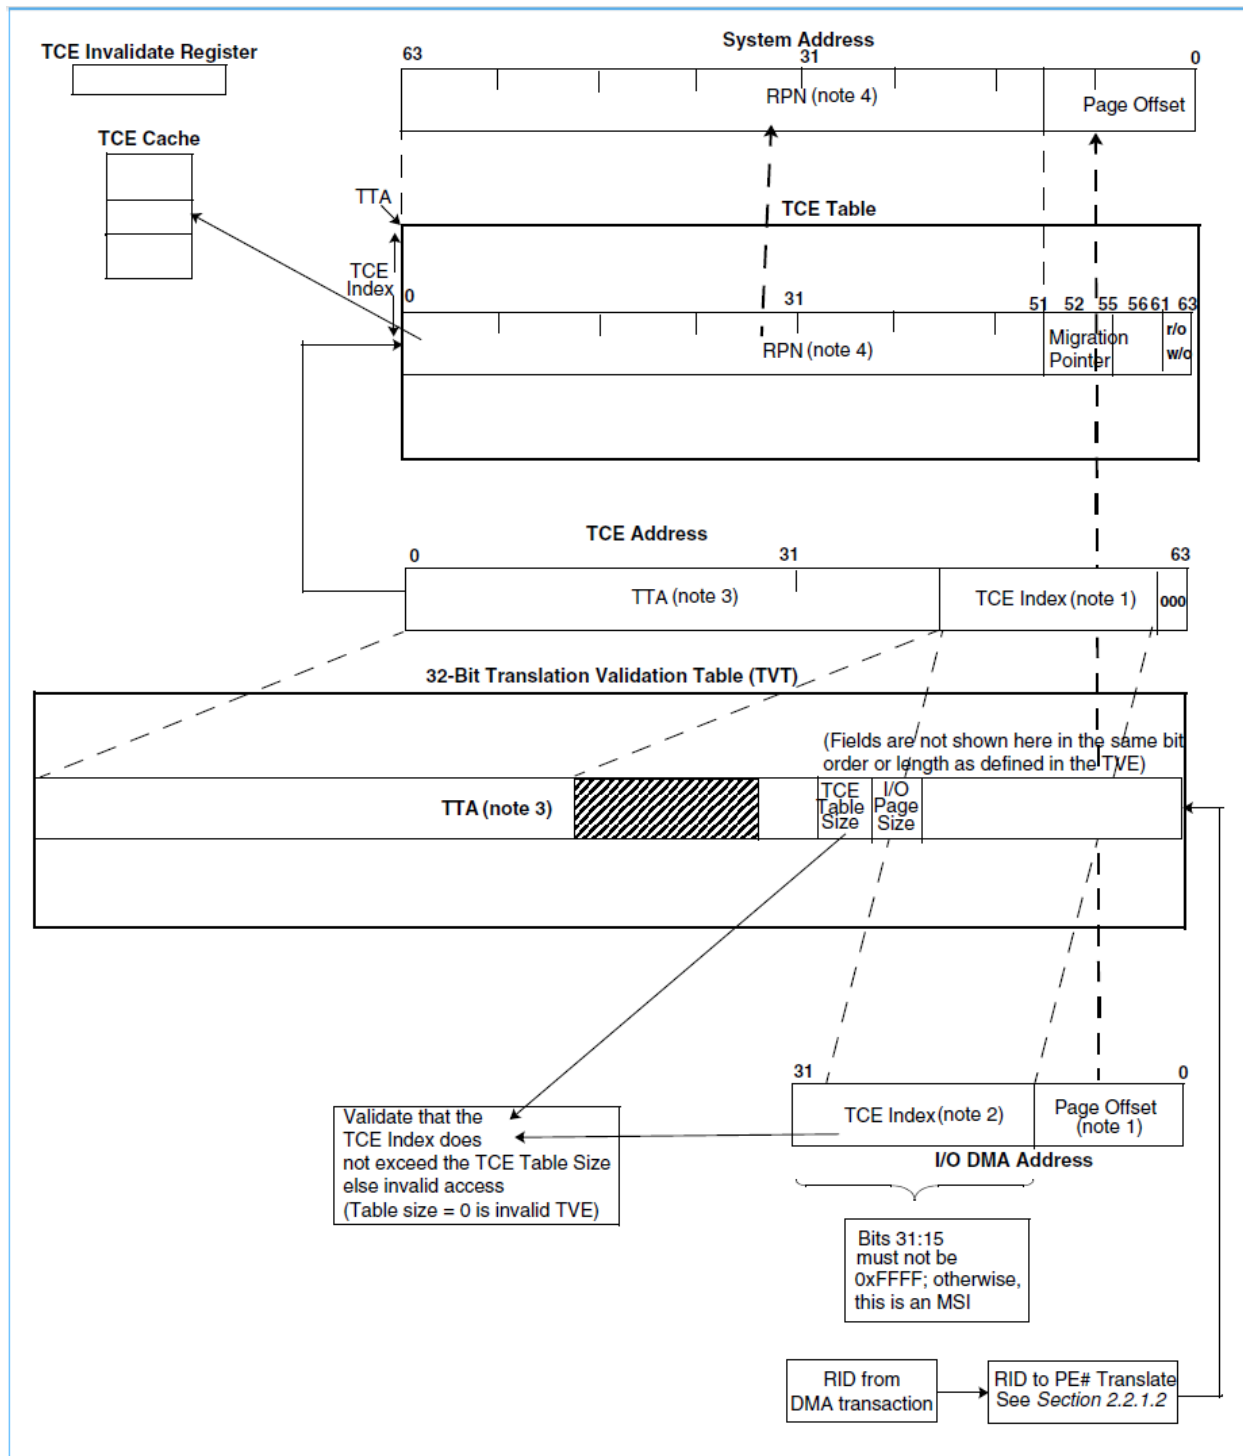 System Address
TCE Invalidate Register
63
31
0
RPN (note 4)
Page Offset
TCE Cache
TTA
TCE Table
TCE
Index
0
31
51 52 55 56 61 63
RPN (note 4)
Migration
Pointer
r/o
w/o
TCE Address
0
31
63
TTA (note 3)
TCE Index (note 1)
000
32-Bit Translation Validation Table (TVT)
(Fields are not shown here in the same bit
order or length as defined in the TVE)
TTA (note 3)
TCE
Table
Size
I/O
Page
Size
31
0
TCE Index (note 2)
Page Offset
(note 1)
I/O DMA Address
Validate that the
TCE Index does
not exceed the TCE Table Size
else invalid access
(Table size = 0 is invalid TVE)
Bits 31:15
must not be
0xFFFF; otherwise,
this is an MSI
RID from
DMA transaction
RID to PE# Translate
See Section 2.2.1.2